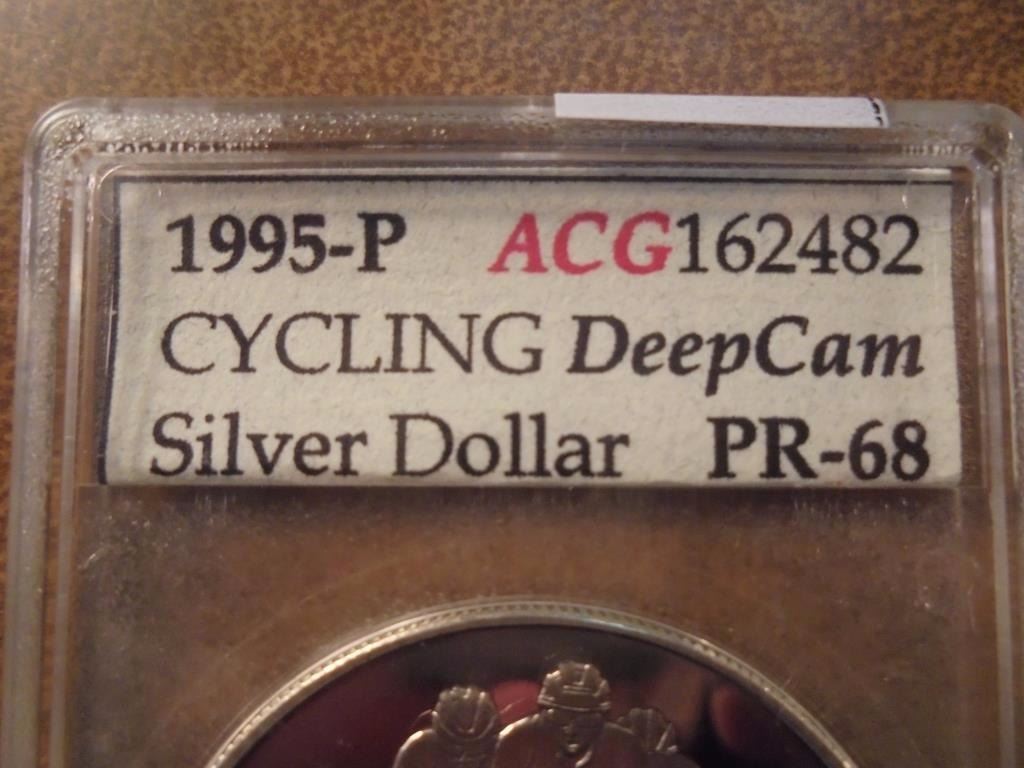 1995-P ACG162482
CYCLING DeepCam
Silver Dollar PR-68